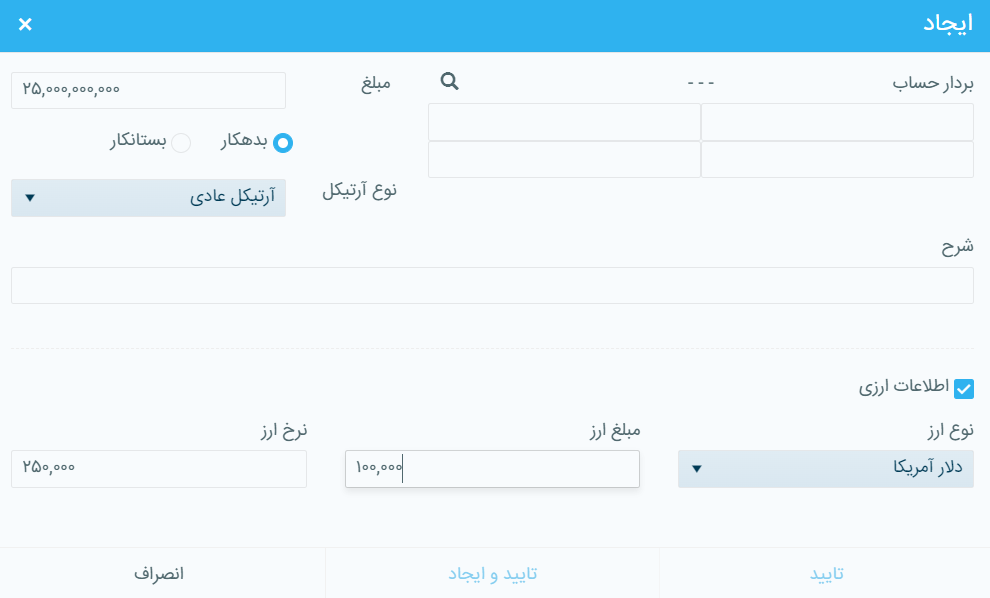 ایجاد ×
بردار حساب - - - مبلغ ۲۵,۰۰۰,۰۰۰,۰۰۰
بدهکار بستانکار
نوع آرتیکل آرتیکل عادی
شرح
اطلاعات ارزی
نوع ارز مبلغ ارز نرخ ارز
دلار آمریکا ۱۰۰,۰۰۰ ۲۵۰,۰۰۰
تایید تایید و ایجاد انصراف